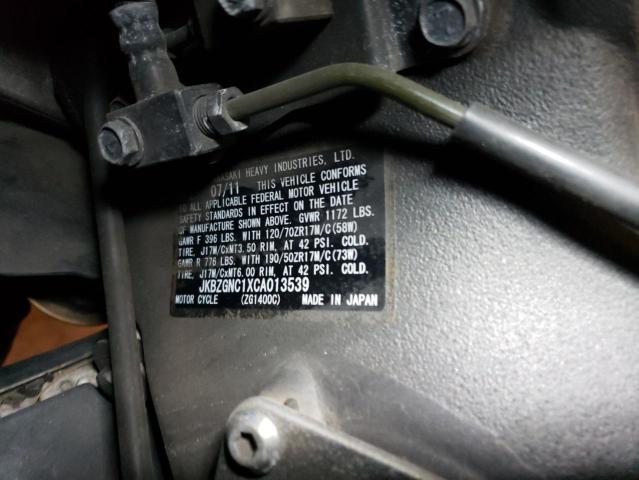 HEAVY INDUSTRIES, LTD.
07/11 THIS VEHICLE CONFORMS
TO ALL APPLICABLE FEDERAL MOTOR VEHICLE
SAFETY STANDARDS IN EFFECT ON THE DATE
OF MANUFACTURE SHOWN ABOVE. GVWR 1172 LBS.
GAWR F 396 LBS. WITH 120/70ZR17M/C(58W)
TIRE, J17M/CxMT3.50 RIM, AT 42 PSI. COLD.
GAWR R 776 LBS. WITH 190/50ZR17M/C(73W)
TIRE, J17M/CxMT6.00 RIM, AT 42 PSI. COLD.
JKBZGNC1XCA013539
MOTOR CYCLE (ZG1400C) MADE IN JAPAN